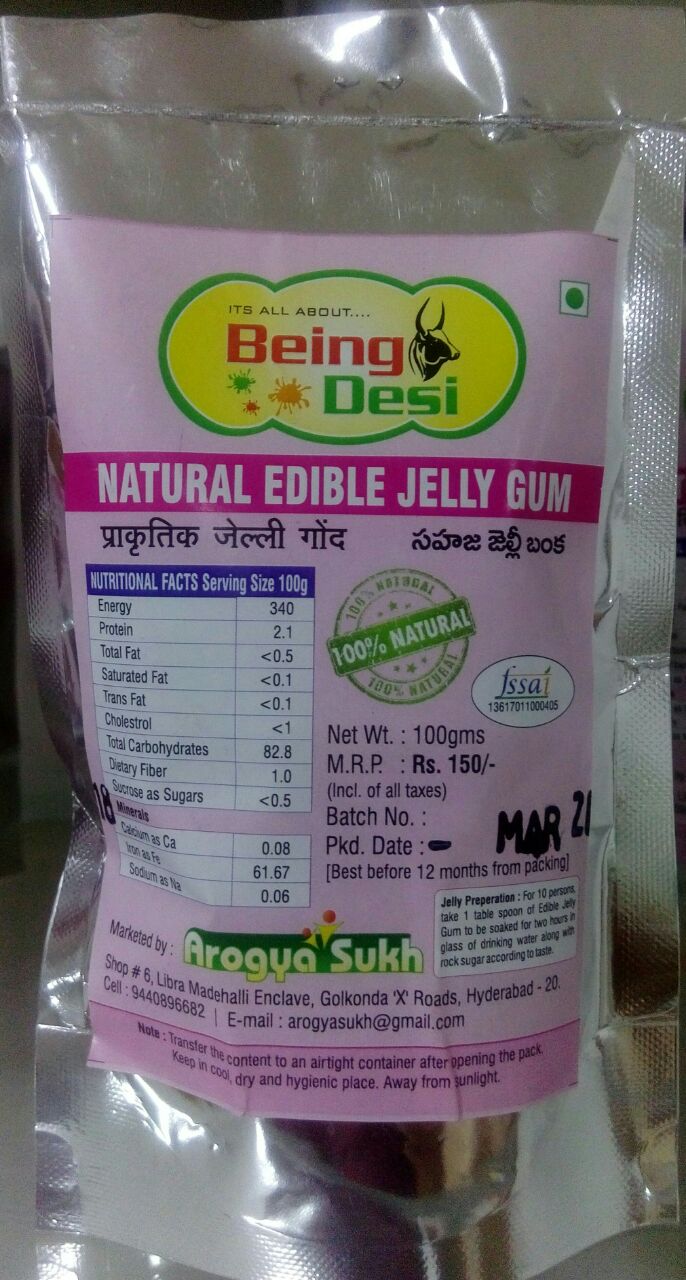 ITS ALL ABOUT....
Being
Desi
NATURAL EDIBLE JELLY GUM
प्राकृतिक जेल्ली गोंद
సహజ జెల్లీ బంక
NUTRITIONAL FACTS Serving Size 100g
Energy 340
Protein 2.1
Total Fat <0.5
Saturated Fat <0.1
Trans Fat <0.1
Cholestrol <1
Total Carbohydrates 82.8
Dietary Fiber 1.0
Sucrose as Sugars <0.5
Minerals
Calcium as Ca 0.08
Iron as Fe 61.67
Sodium as Na 0.06
100% NATURAL
100% NATURAL
100% NATURAL
fssai
13617011000405
Net Wt. : 100gms
M.R.P. : Rs. 150/-
(Incl. of all taxes)
Batch No. :
Pkd. Date : MAR 20
18
[Best before 12 months from packing]
Jelly Preperation : For 10 persons,
take 1 table spoon of Edible Jelly
Gum to be soaked for two hours in
glass of drinking water along with
rock sugar according to taste.
Marketed by : Arogya Sukh
Shop # 6, Libra Madehalli Enclave, Golkonda 'X' Roads, Hyderabad - 20.
Cell : 9440896682 | E-mail : arogyasukh@gmail.com
Note : Transfer the content to an airtight container after opening the pack.
Keep in cool, dry and hygienic place. Away from sunlight.